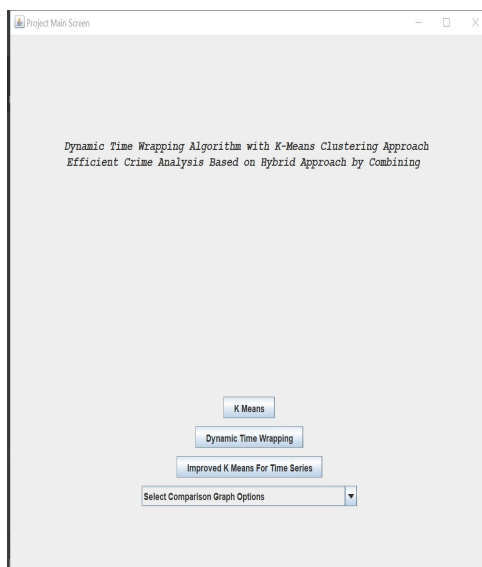 Project Main Screen
Dynamic Time Wrapping Algorithm with K-Means Clustering Approach
Efficient Crime Analysis Based on Hybrid Approach by Combining
K Means
Dynamic Time Wrapping
Improved K Means For Time Series
Select Comparison Graph Options